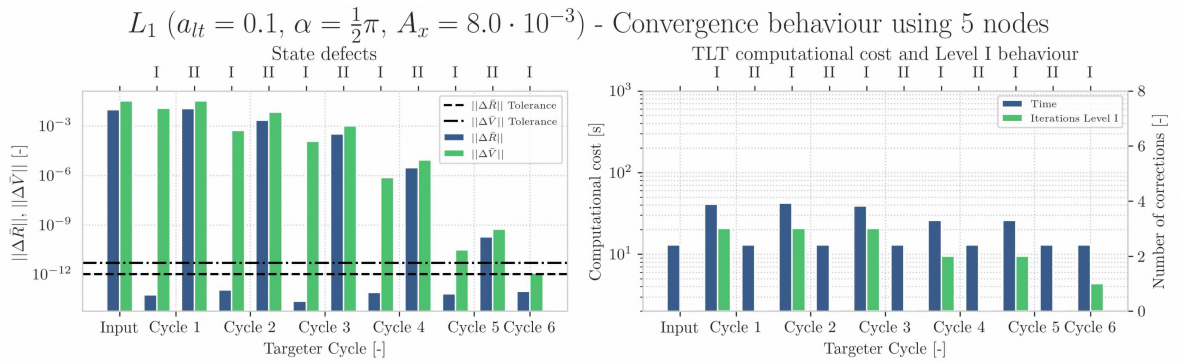 L₁ (aₗₜ = 0.1, α = ½π, Aₓ = 8.0 · 10⁻³) - Convergence behaviour using 5 nodes
State defects
I II I II I II I II I II I
||ΔR̄||, ||ΔV̄|| [-]
10⁻³
10⁻⁶
10⁻⁹
10⁻¹²
||ΔR̄|| Tolerance
||ΔV̄|| Tolerance
||ΔR̄||
||ΔV̄||
Input Cycle 1 Cycle 2 Cycle 3 Cycle 4 Cycle 5 Cycle 6
Targeter Cycle [-]
TLT computational cost and Level I behaviour
I II I II I II I II I II I
Computational cost [s]
10³
10²
10¹
Time
Iterations Level I
8
6
4
2
0
Number of corrections [-]
Input Cycle 1 Cycle 2 Cycle 3 Cycle 4 Cycle 5 Cycle 6
Targeter Cycle [-]